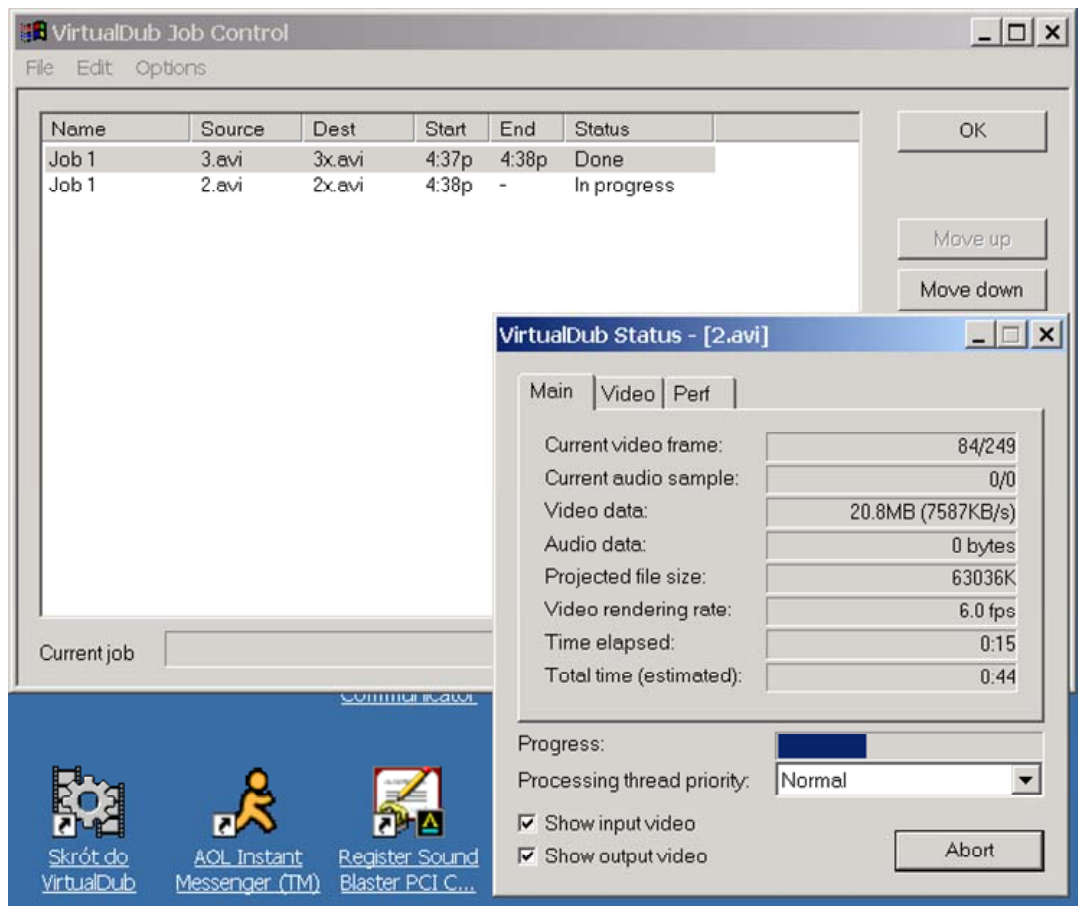 VirtualDub Job Control
File Edit Options
Name Source Dest Start End Status
Job 1 3.avi 3x.avi 4:37p 4:38p Done
Job 1 2.avi 2x.avi 4:38p - In progress
OK
Move up
Move down
Current job
VirtualDub Status - [2.avi]
Main Video Perf
Current video frame: 84/249
Current audio sample: 0/0
Video data: 20.8MB (7587KB/s)
Audio data: 0 bytes
Projected file size: 63036K
Video rendering rate: 6.0 fps
Time elapsed: 0:15
Total time (estimated): 0:44
Progress:
Processing thread priority: Normal
Show input video
Show output video
Abort
Communicator
Skrót do
VirtualDub
AOL Instant
Messenger (TM)
Register Sound
Blaster PCI C...